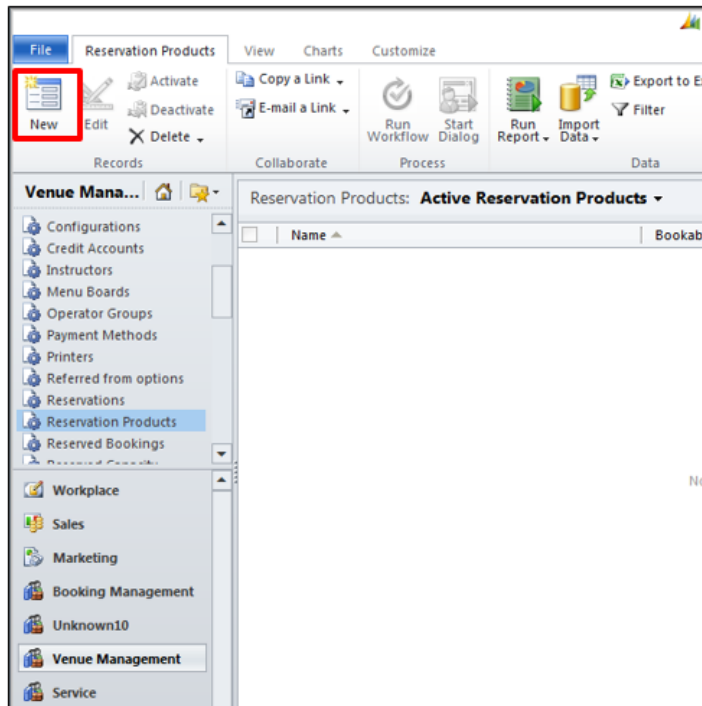 File Reservation Products View Charts Customize
New
Edit
Activate
Deactivate
Delete
Records
Copy a Link
E-mail a Link
Collaborate
Run Workflow
Start Dialog
Process
Run Report
Import Data
Export to E
Filter
Data
Venue Mana...
Reservation Products: Active Reservation Products
Name Bookab
Configurations
Credit Accounts
Instructors
Menu Boards
Operator Groups
Payment Methods
Printers
Referred from options
Reservations
Reservation Products
Reserved Bookings
Reserved Capacity
No
Workplace
Sales
Marketing
Booking Management
Unknown10
Venue Management
Service